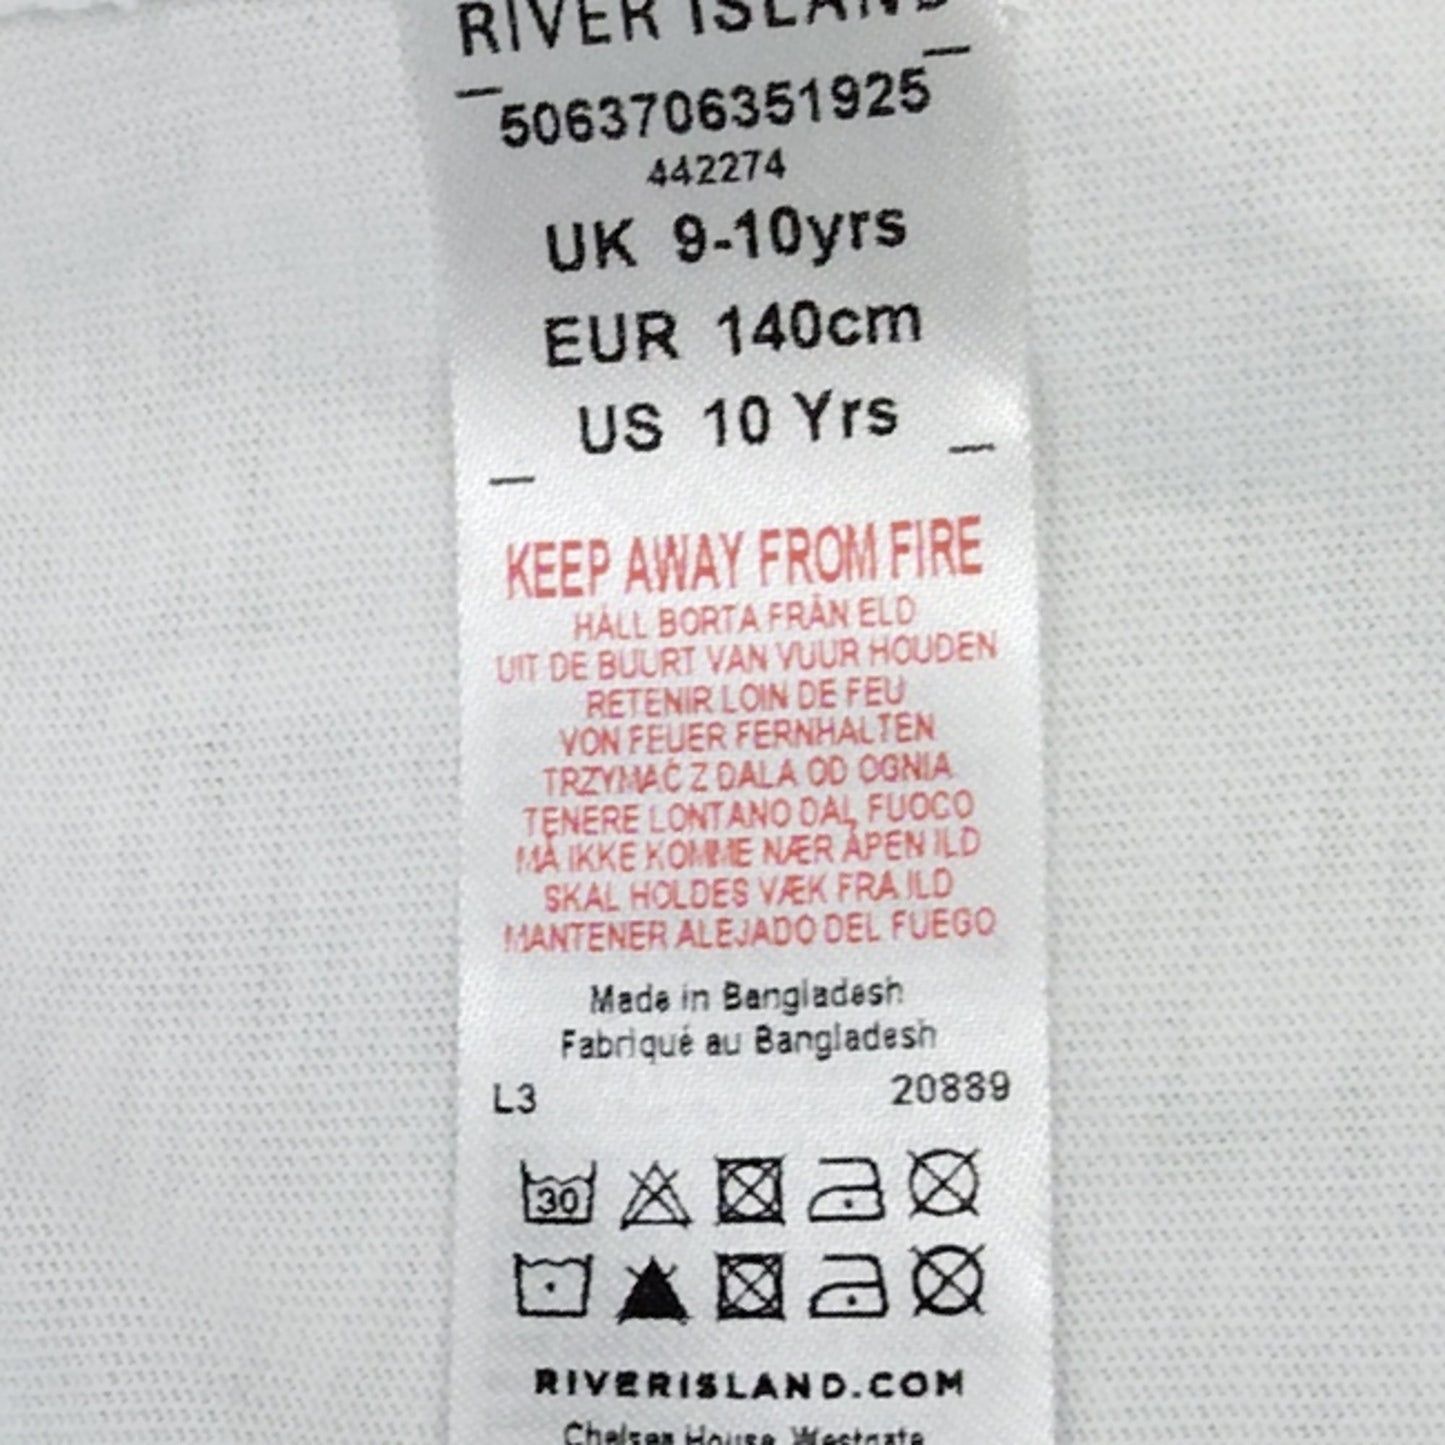 RIVER ISLAND
5063706351925
442274
UK 9-10yrs
EUR 140cm
US 10 Yrs
KEEP AWAY FROM FIRE
HÅLL BORTA FRÅN ELD
UIT DE BUURT VAN VUUR HOUDEN
RETENIR LOIN DE FEU
VON FEUER FERNHALTEN
TRZYMAĆ Z DALA OD OGNIA
TENERE LONTANO DAL FUOCO
MÅ IKKE KOMME NÆR ÅPEN ILD
SKAL HOLDES VÆK FRA ILD
MANTENER ALEJADO DEL FUEGO
Made in Bangladesh
Fabriqué au Bangladesh
L3 20889
30
RIVERISLAND.COM
Chelsea House, Westgate